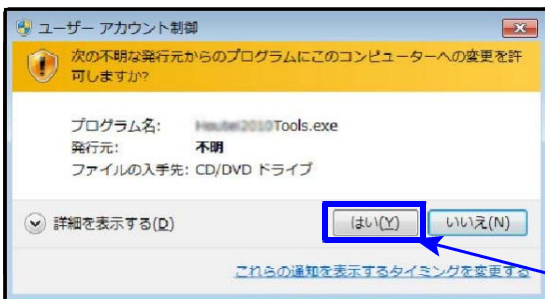 ユーザー アカウント制御
次の不明な発行元からのプログラムにこのコンピューターへの変更を許
可しますか?
プログラム名: Tools.exe
発行元: 不明
ファイルの入手先: CD/DVD ドライブ
詳細を表示する(D) はい(Y) いいえ(N)
これらの通知を表示するタイミングを変更する